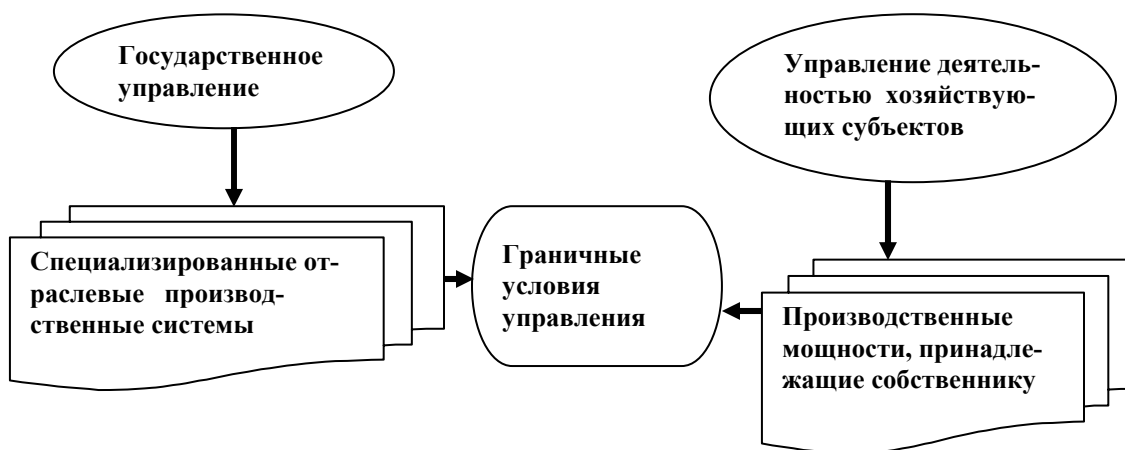 Государственное
управление
Управление деятель-
ностью хозяйствую-
щих субъектов
Специализированные от-
раслевые производ-
ственные системы
Граничные
условия
управления
Производственные
мощности, принадле-
жащие собственнику